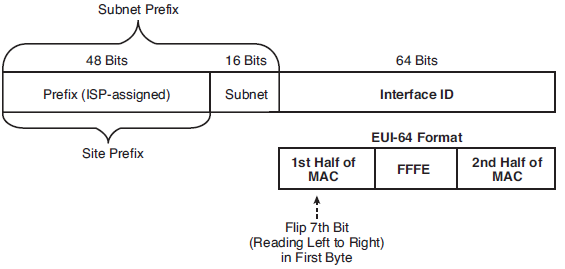 Subnet Prefix
48 Bits
16 Bits
64 Bits
Prefix (ISP-assigned)
Subnet
Interface ID
Site Prefix
EUI-64 Format
1st Half of
MAC
FFFE
2nd Half of
MAC
Flip 7th Bit
(Reading Left to Right)
in First Byte